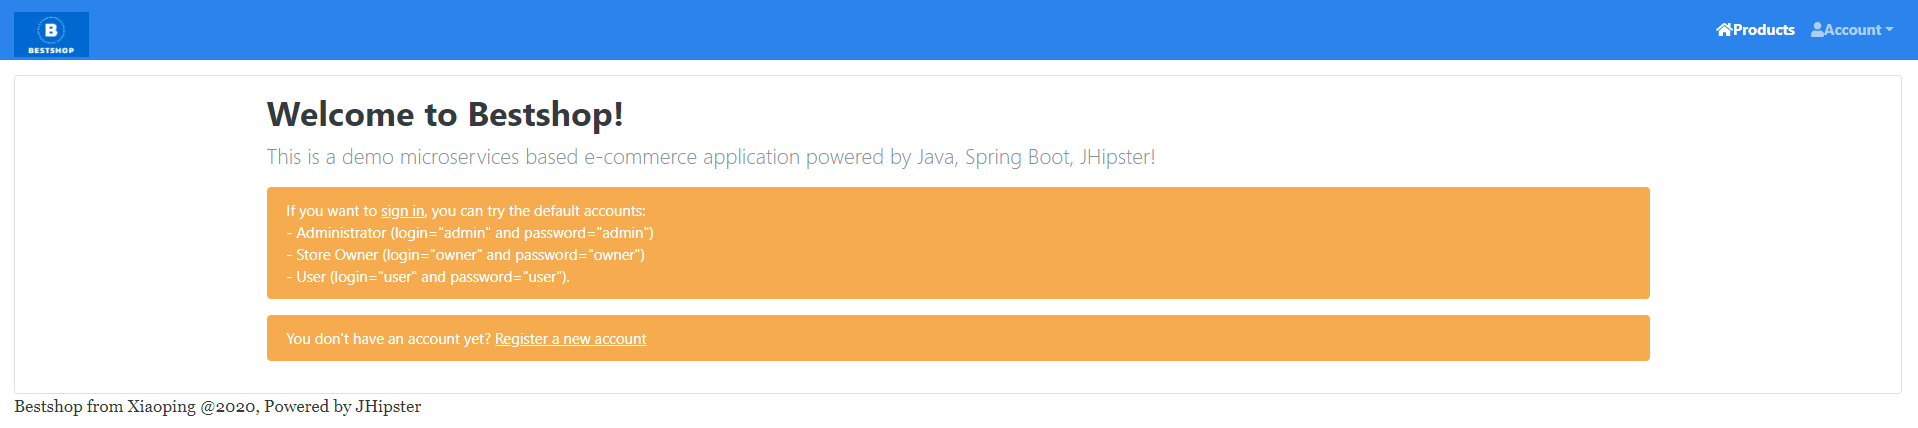 B
BESTSHOP
Products
Account
Welcome to Bestshop!
This is a demo microservices based e-commerce application powered by Java, Spring Boot, JHipster!
If you want to sign in, you can try the default accounts:
- Administrator (login="admin" and password="admin")
- Store Owner (login="owner" and password="owner")
- User (login="user" and password="user").
You don't have an account yet? Register a new account
Bestshop from Xiaoping @2020, Powered by JHipster